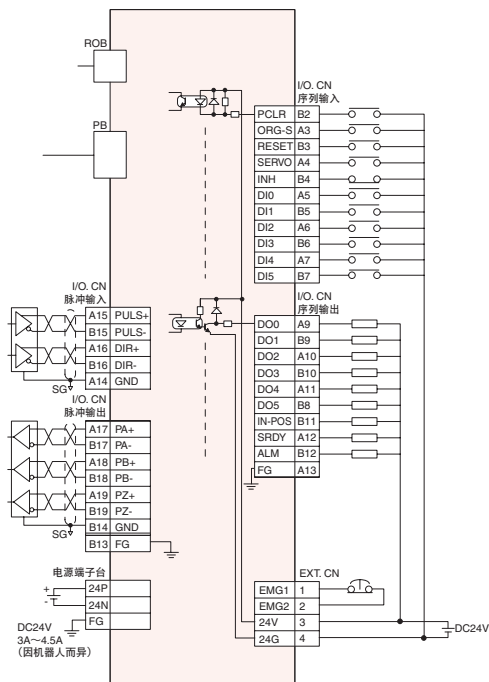 ROB
PB
I/O. CN
序列输入
PCLR B2
ORG-S A3
RESET B3
SERVO A4
INH B4
DI0 A5
DI1 B5
DI2 A6
DI3 B6
DI4 A7
DI5 B7
I/O. CN
脉冲输入
A15 PULS+
B15 PULS-
A16 DIR+
B16 DIR-
A14 GND
SG
I/O. CN
序列输出
DO0 A9
DO1 B9
DO2 A10
DO3 B10
DO4 A11
DO5 B8
IN-POS B11
SRDY A12
ALM B12
FG A13
I/O. CN
脉冲输出
A17 PA+
B17 PA-
A18 PB+
B18 PB-
A19 PZ+
B19 PZ-
B14 GND
SG
B13 FG
电源端子台
+ 24P
- 24N
FG
DC24V
3A～4.5A
（因机器人而异）
EXT. CN
EMG1 1
EMG2 2
24V 3
24G 4
DC24V